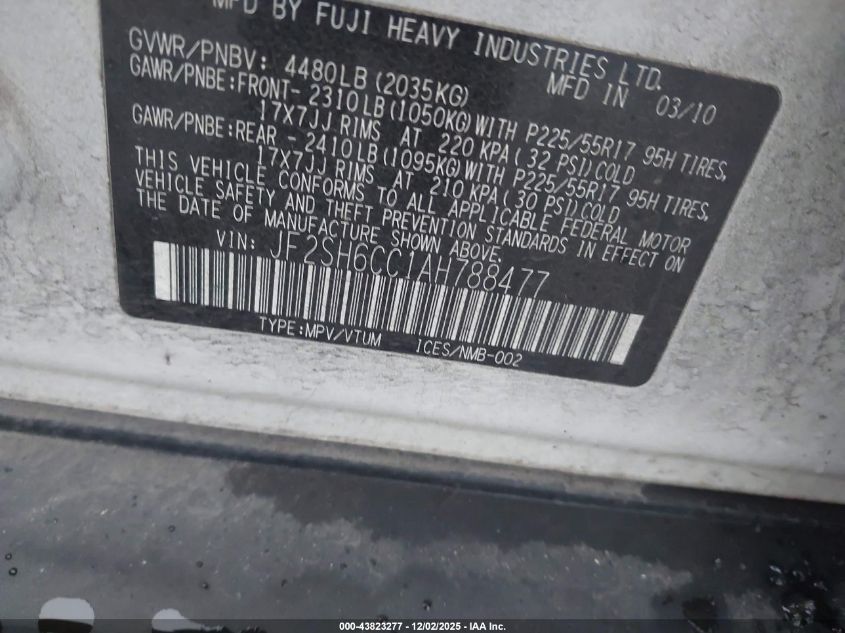 MFD BY FUJI HEAVY INDUSTRIES LTD.
MFD IN 03/10
GVWR/PNBV: 4480LB(2035KG)
GAWR/PNBE:FRONT- 2310LB(1050KG)WITH P225/55R17 95H TIRES,
17X7JJ RIMS AT 220 KPA( 32 PSI)COLD
GAWR/PNBE:REAR - 2410LB(1095KG)WITH P225/55R17 95H TIRES,
17X7JJ RIMS AT 210 KPA( 30 PSI)COLD
THIS VEHICLE CONFORMS TO ALL APPLICABLE FEDERAL MOTOR
VEHICLE SAFETY AND THEFT PREVENTION STANDARDS IN EFFECT ON
THE DATE OF MANUFACTURE SHOWN ABOVE.
VIN: JF2SH6CC1AH788477
TYPE:MPV/VTUM ICES/NMB-002
000-43823277 - 12/02/2025 - IAA Inc.